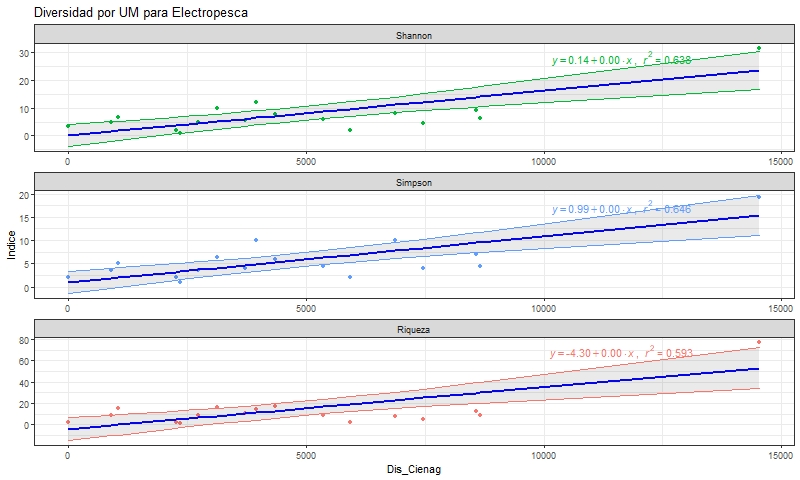 Diversidad por UM para Electropesca
Shannon
30
20
10
0
y = 0.14 + 0.00 · x , r² = 0.638
0 5000 10000 15000
Simpson
20
15
10
5
0
y = 0.99 + 0.00 · x , r² = 0.646
0 5000 10000 15000
Indice
Riqueza
80
60
40
20
0
y = -4.30 + 0.00 · x , r² = 0.593
0 5000 10000 15000
Dis_Cienag